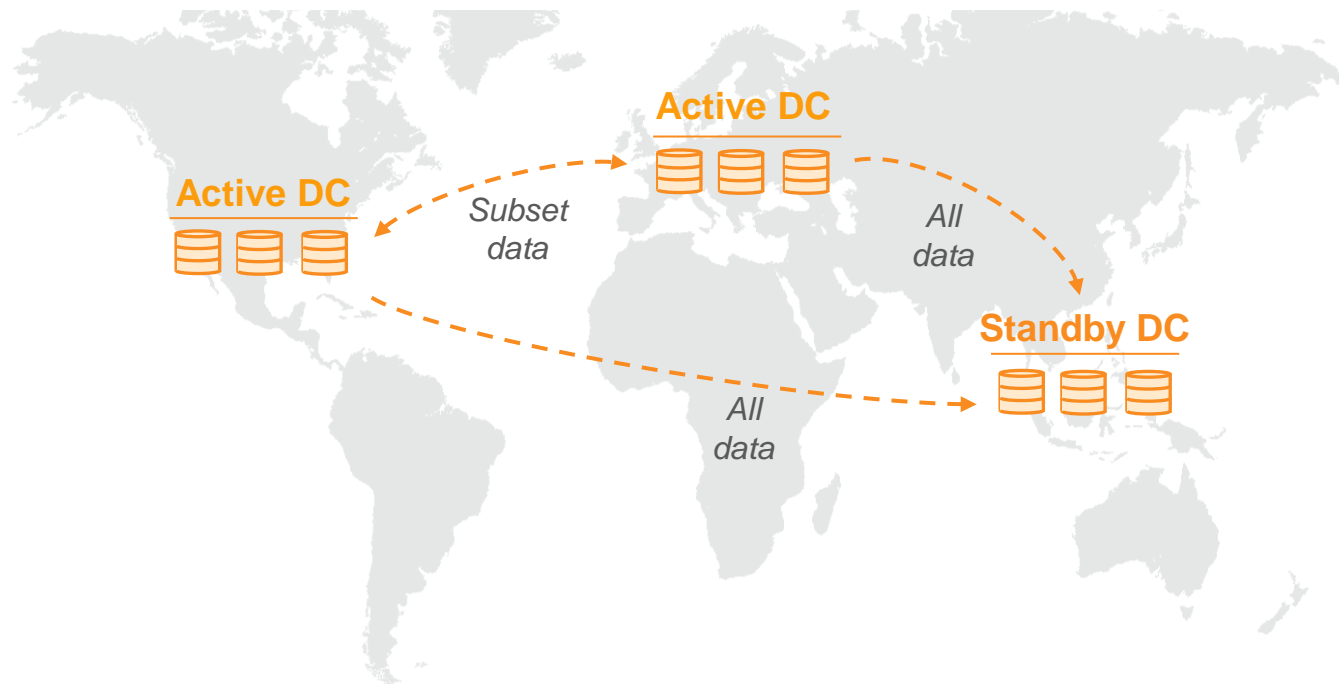 Active DC
Active DC
Subset
data
All
data
Standby DC
All
data